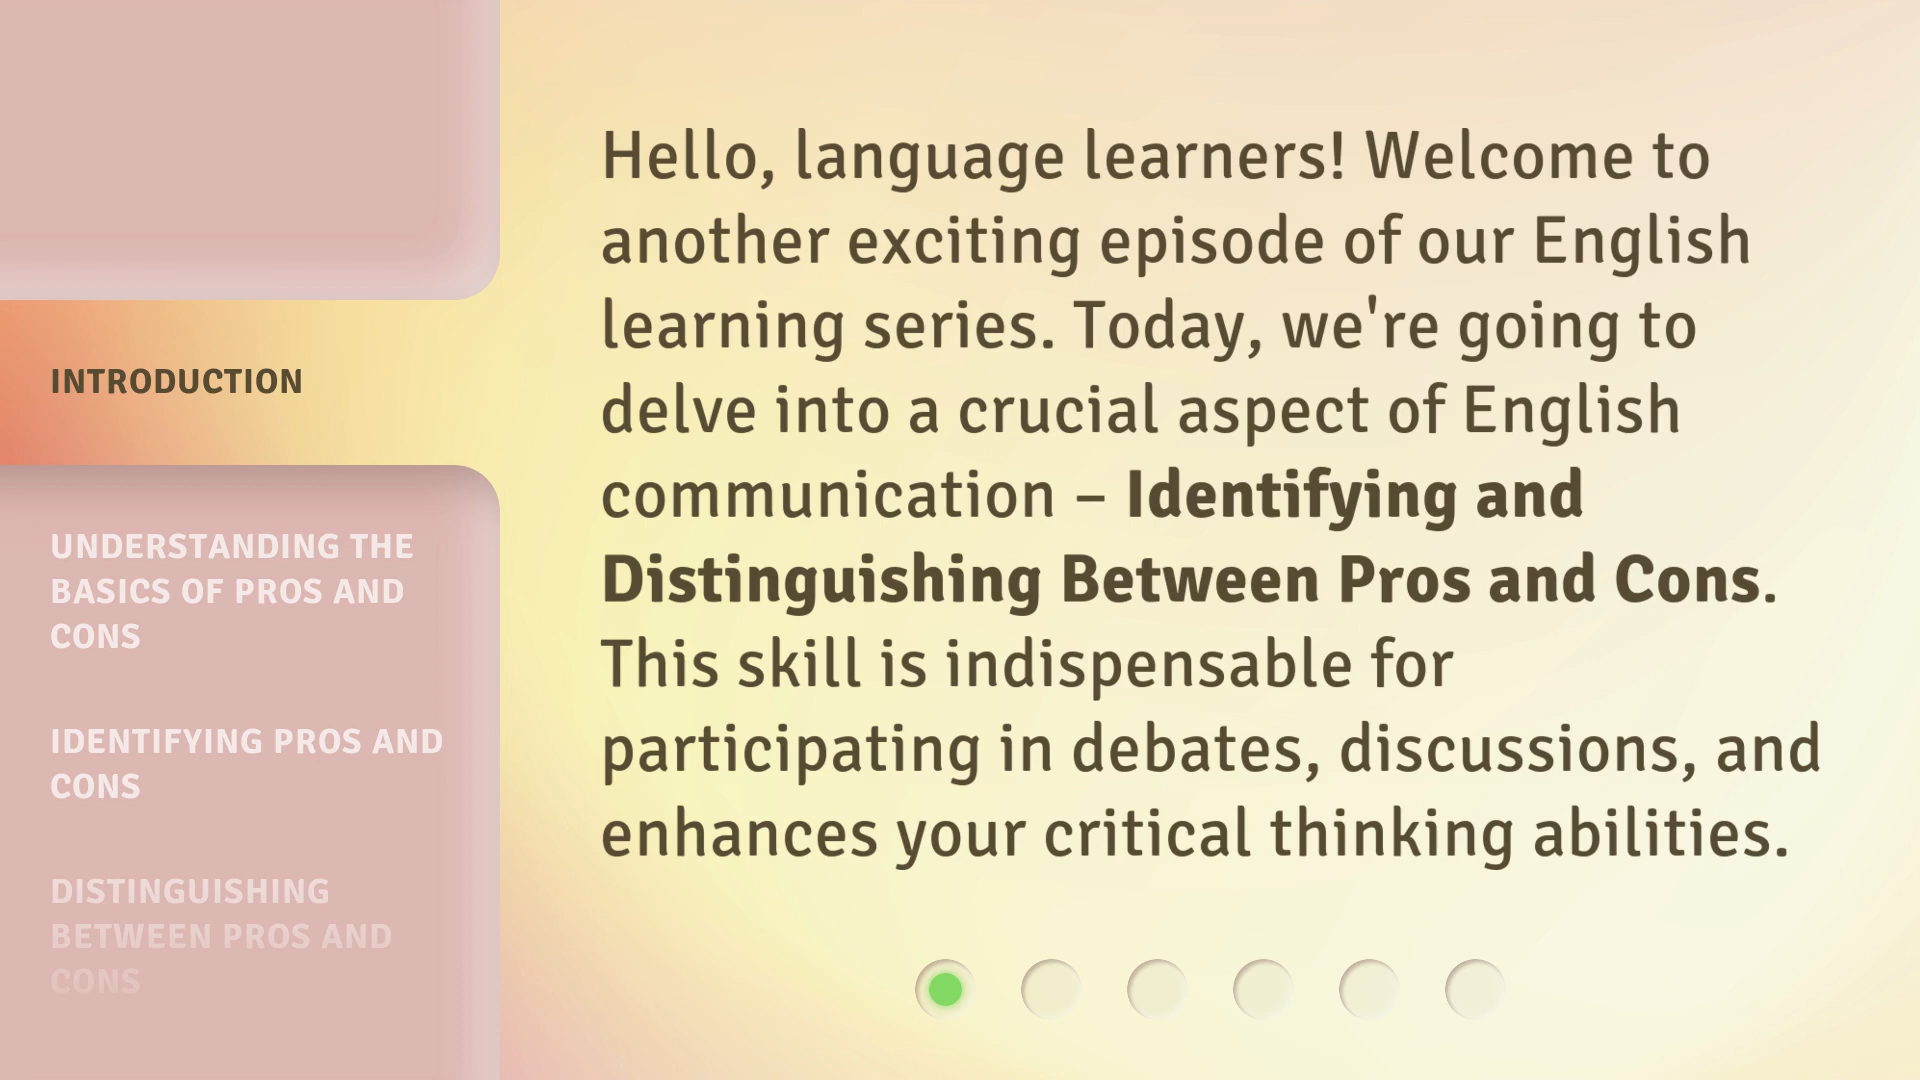 INTRODUCTION
UNDERSTANDING THE
BASICS OF PROS AND
CONS
IDENTIFYING PROS AND
CONS
DISTINGUISHING
BETWEEN PROS AND
CONS
Hello, language learners! Welcome to
another exciting episode of our English
learning series. Today, we're going to
delve into a crucial aspect of English
communication – Identifying and
Distinguishing Between Pros and Cons.
This skill is indispensable for
participating in debates, discussions, and
enhances your critical thinking abilities.